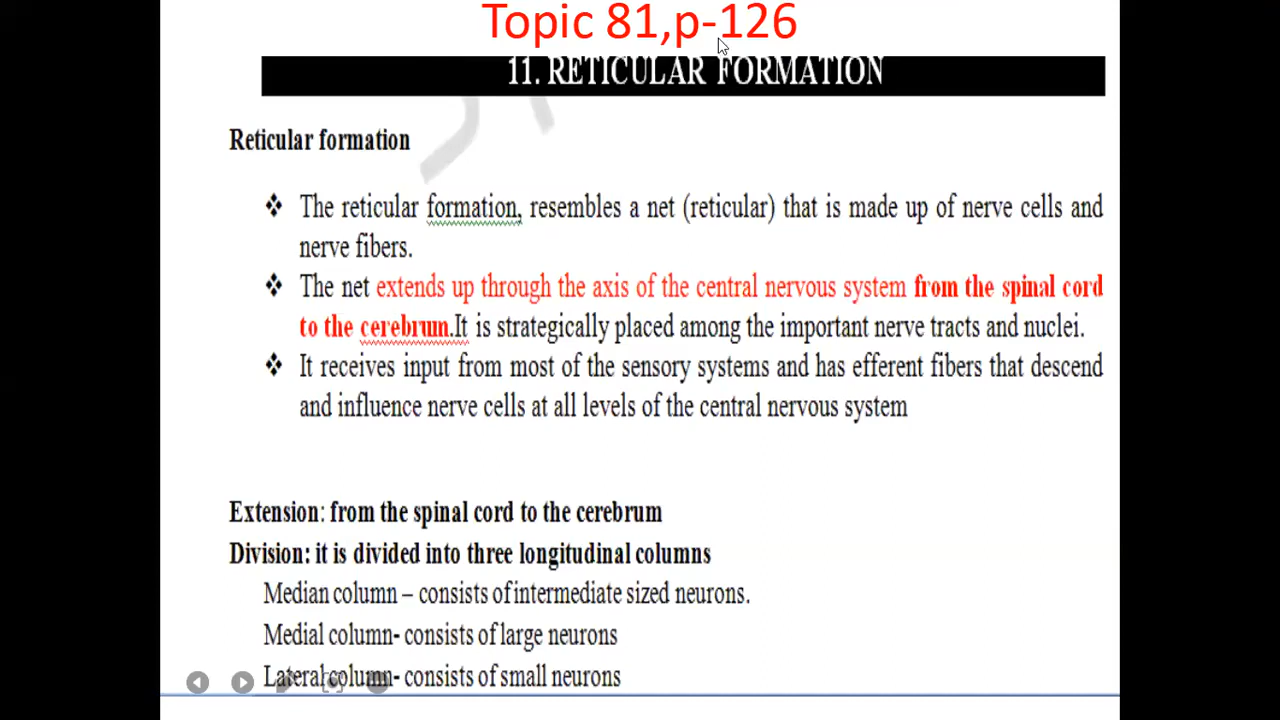 Topic 81,p-126
11. RETICULAR FORMATION
Reticular formation
❖ The reticular formation, resembles a net (reticular) that is made up of nerve cells and
nerve fibers.
❖ The net extends up through the axis of the central nervous system from the spinal cord
to the cerebrum.It is strategically placed among the important nerve tracts and nuclei.
❖ It receives input from most of the sensory systems and has efferent fibers that descend
and influence nerve cells at all levels of the central nervous system
Extension: from the spinal cord to the cerebrum
Division: it is divided into three longitudinal columns
Median column – consists of intermediate sized neurons.
Medial column- consists of large neurons
Lateral column- consists of small neurons